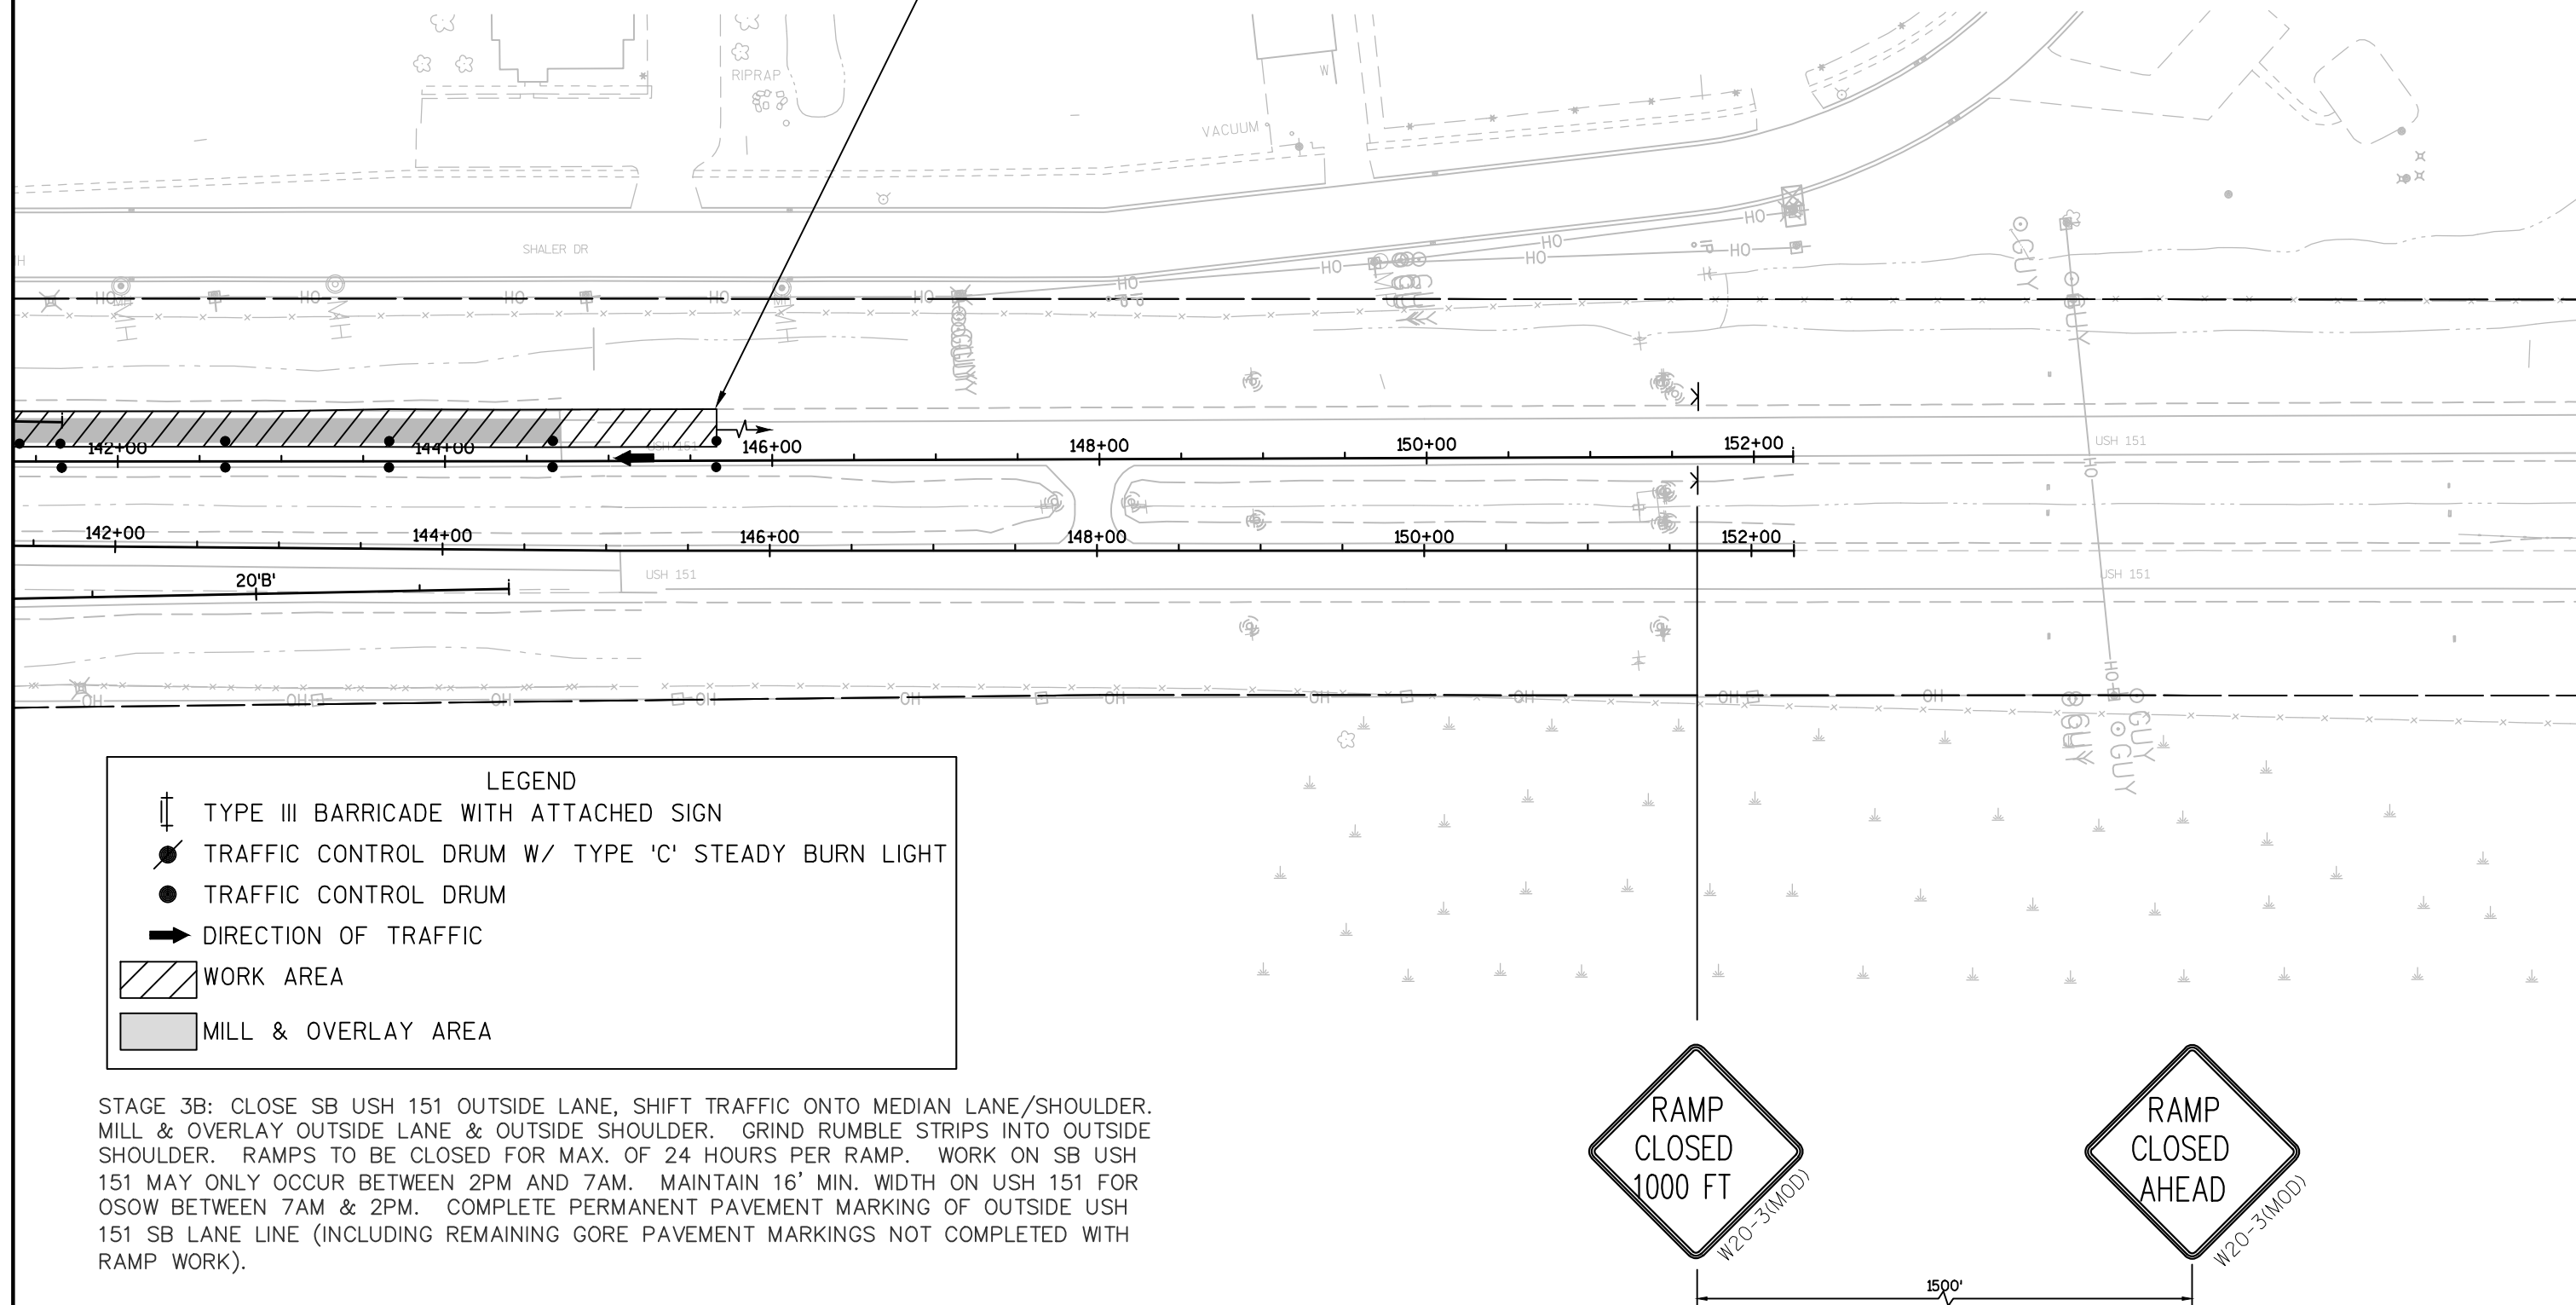 RIPRAP
W
VACUUM
SHALER DR
HO
HO
HO
HO
HO
HO
HO
HO
HO
HO
HO
HO
MH
MH
MH
GUY
GUY
GUY
GUY
142+00
144+00
USH 151
146+00
148+00
150+00
152+00
USH 151
HO
142+00
144+00
146+00
148+00
150+00
152+00
20'B'
USH 151
USH 151
HO
OH
OH
OH
OH
OH
OH
OH
OH
OH
OH
GUY
GUY
GUY
LEGEND
TYPE III BARRICADE WITH ATTACHED SIGN
TRAFFIC CONTROL DRUM W/ TYPE 'C' STEADY BURN LIGHT
TRAFFIC CONTROL DRUM
DIRECTION OF TRAFFIC
WORK AREA
MILL & OVERLAY AREA
STAGE 3B: CLOSE SB USH 151 OUTSIDE LANE, SHIFT TRAFFIC ONTO MEDIAN LANE/SHOULDER.
MILL & OVERLAY OUTSIDE LANE & OUTSIDE SHOULDER. GRIND RUMBLE STRIPS INTO OUTSIDE
SHOULDER. RAMPS TO BE CLOSED FOR MAX. OF 24 HOURS PER RAMP. WORK ON SB USH
151 MAY ONLY OCCUR BETWEEN 2PM AND 7AM. MAINTAIN 16' MIN. WIDTH ON USH 151 FOR
OSOW BETWEEN 7AM & 2PM. COMPLETE PERMANENT PAVEMENT MARKING OF OUTSIDE USH
151 SB LANE LINE (INCLUDING REMAINING GORE PAVEMENT MARKINGS NOT COMPLETED WITH
RAMP WORK).
RAMP
CLOSED
1000 FT
W20-3(MOD)
RAMP
CLOSED
AHEAD
W20-3(MOD)
1500'